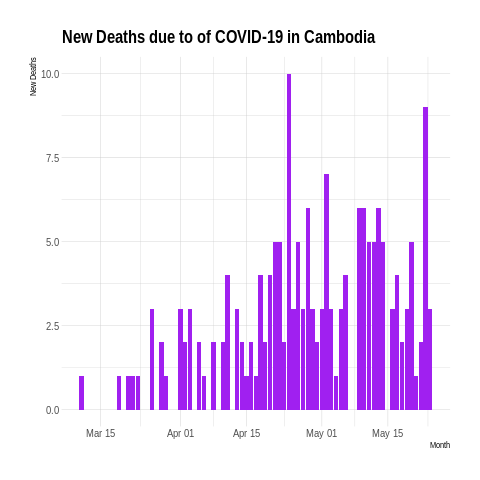 New Deaths due to of COVID-19 in Cambodia
New Deaths
10.0
7.5
5.0
2.5
0.0
Mar 15
Apr 01
Apr 15
May 01
May 15
Month